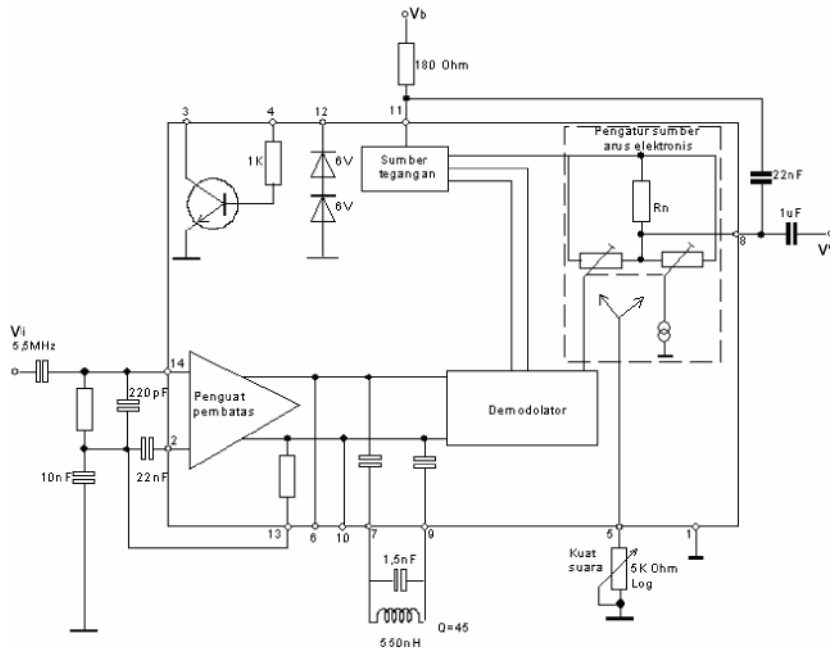 Vb
180 Ohm
3
4
12
11
Pengatur sumber
arus elektronis
1K
6V
6V
Sumber
tegangan
22nF
Rn
1uF
8
Vi
5,5MHz
14
220pF
Penguat
pembatas
Demodolator
2
10nF
22nF
13
6
10
7
9
5
1
1,5nF
Kuat
suara
5K Ohm
Log
Q=45
550nH